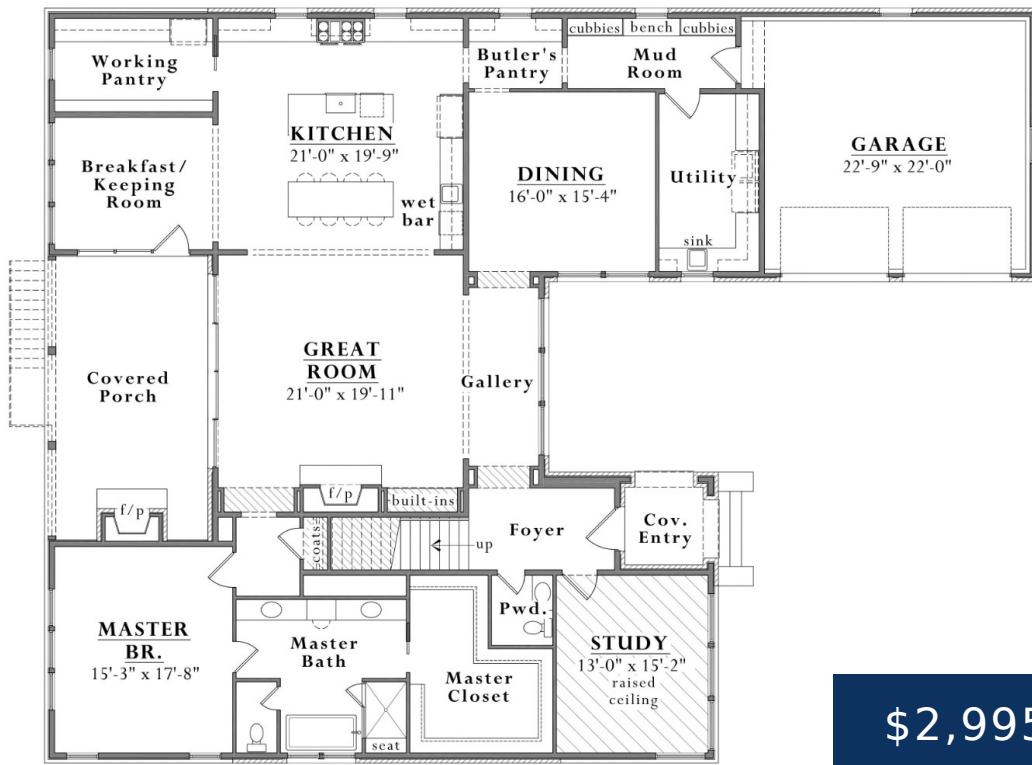 cubbies bench cubbies
Working
Pantry
Butler's
Pantry
Mud
Room
KITCHEN
21'-0" x 19'-9"
GARAGE
22'-9" x 22'-0"
Breakfast/
Keeping
Room
DINING
16'-0" x 15'-4"
Utility
wet
bar
sink
Covered
Porch
GREAT
ROOM
21'-0" x 19'-11"
Gallery
f/p
built-ins
f/p
coats
up
Foyer
Cov.
Entry
MASTER
BR.
15'-3" x 17'-8"
Master
Bath
Pwd.
STUDY
13'-0" x 15'-2"
raised
ceiling
Master
Closet
seat
$2,995